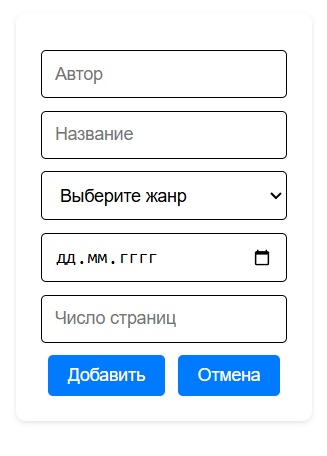 Автор
Название
Выберите жанр
дд.мм.гггг
Число страниц
Добавить Отмена